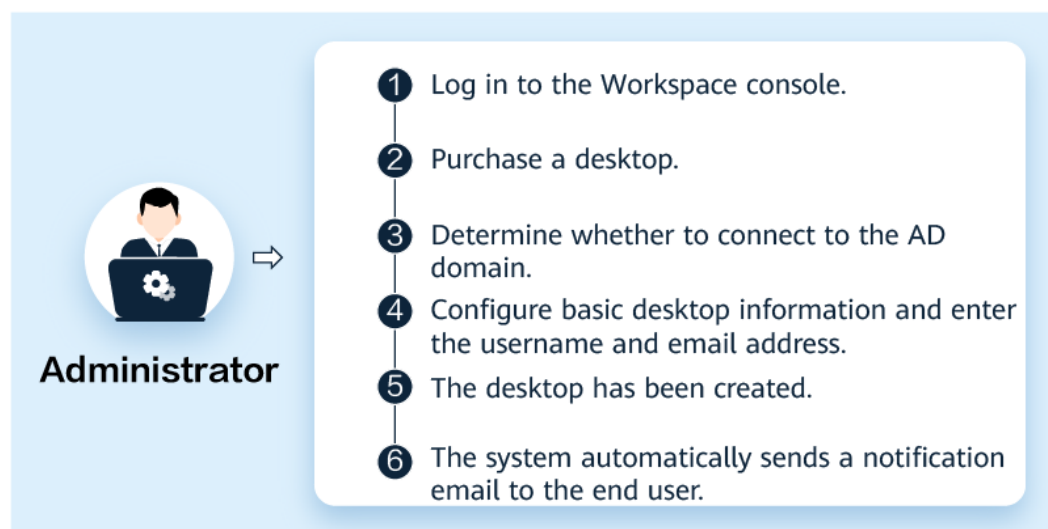 1 Log in to the Workspace console.
2 Purchase a desktop.
3 Determine whether to connect to the AD
domain.
4 Configure basic desktop information and enter
the username and email address.
Administrator
5 The desktop has been created.
6 The system automatically sends a notification
email to the end user.